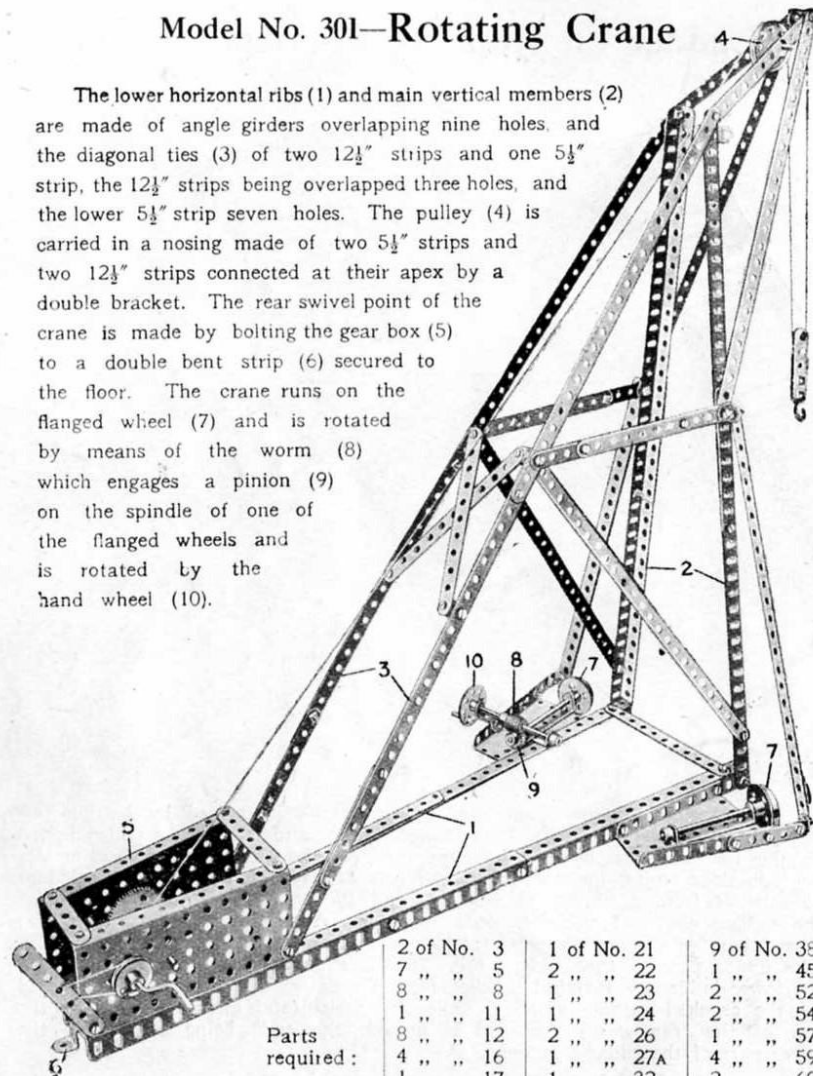 Model No. 301—Rotating Crane
The lower horizontal ribs (1) and main vertical members (2)
are made of angle girders overlapping nine holes, and
the diagonal ties (3) of two 12½″ strips and one 5½″
strip, the 12½″ strips being overlapped three holes, and
the lower 5½″ strip seven holes. The pulley (4) is
carried in a nosing made of two 5½″ strips and
two 12½″ strips connected at their apex by a
double bracket. The rear swivel point of the
crane is made by bolting the gear box (5)
to a double bent strip (6) secured to
the floor. The crane runs on the
flanged wheel (7) and is rotated
by means of the worm (8)
which engages a pinion (9)
on the spindle of one of
the flanged wheels and
is rotated by the
hand wheel (10).
4
2
3
10 8 7
9
7
1
5
6
Parts
required :
2 of No. 3
7 ,, ,, 5
8 ,, ,, 8
1 ,, ,, 11
8 ,, ,, 12
4 ,, ,, 16
1 of No. 21
2 ,, ,, 22
1 ,, ,, 23
1 ,, ,, 24
2 ,, ,, 26
1 ,, ,, 27A
9 of No. 38
1 ,, ,, 45
2 ,, ,, 52
2 ,, ,, 54
1 ,, ,, 57
4 ,, ,, 59